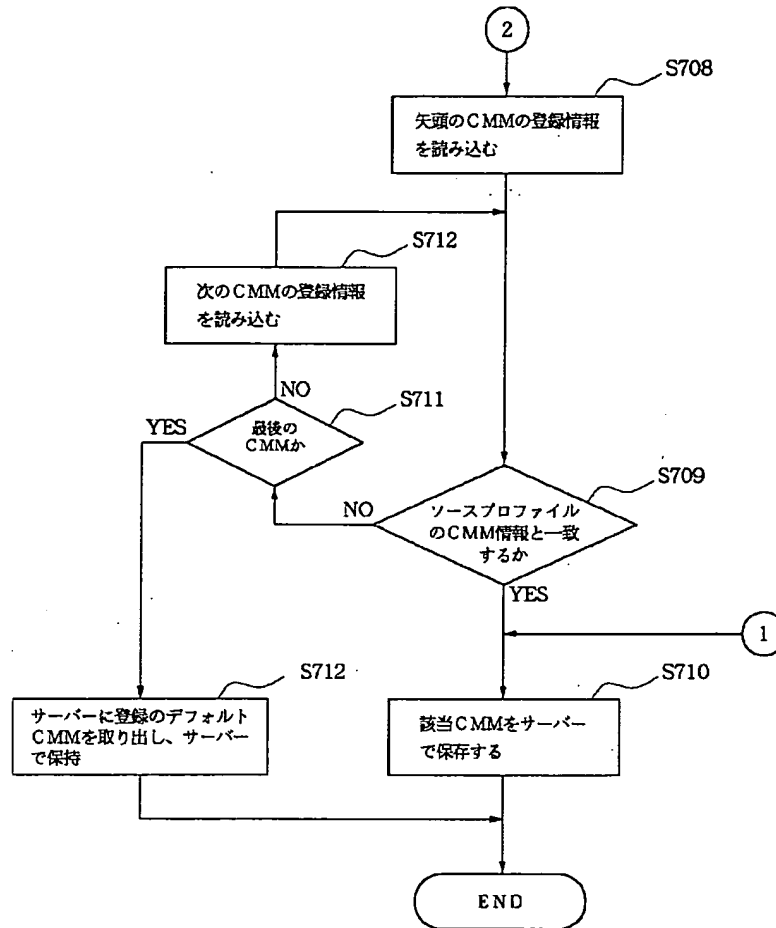 2
S708
矢頭のCMMの登録情報
を読み込む
S712
次のCMMの登録情報
を読み込む
NO
S711
YES
最後の
CMMか
S709
NO
ソースプロファイル
のCMM情報と一致
するか
YES
1
S712
S710
サーバーに登録のデフォルト
CMMを取り出し、サーバー
で保持
該当CMMをサーバー
で保存する
END